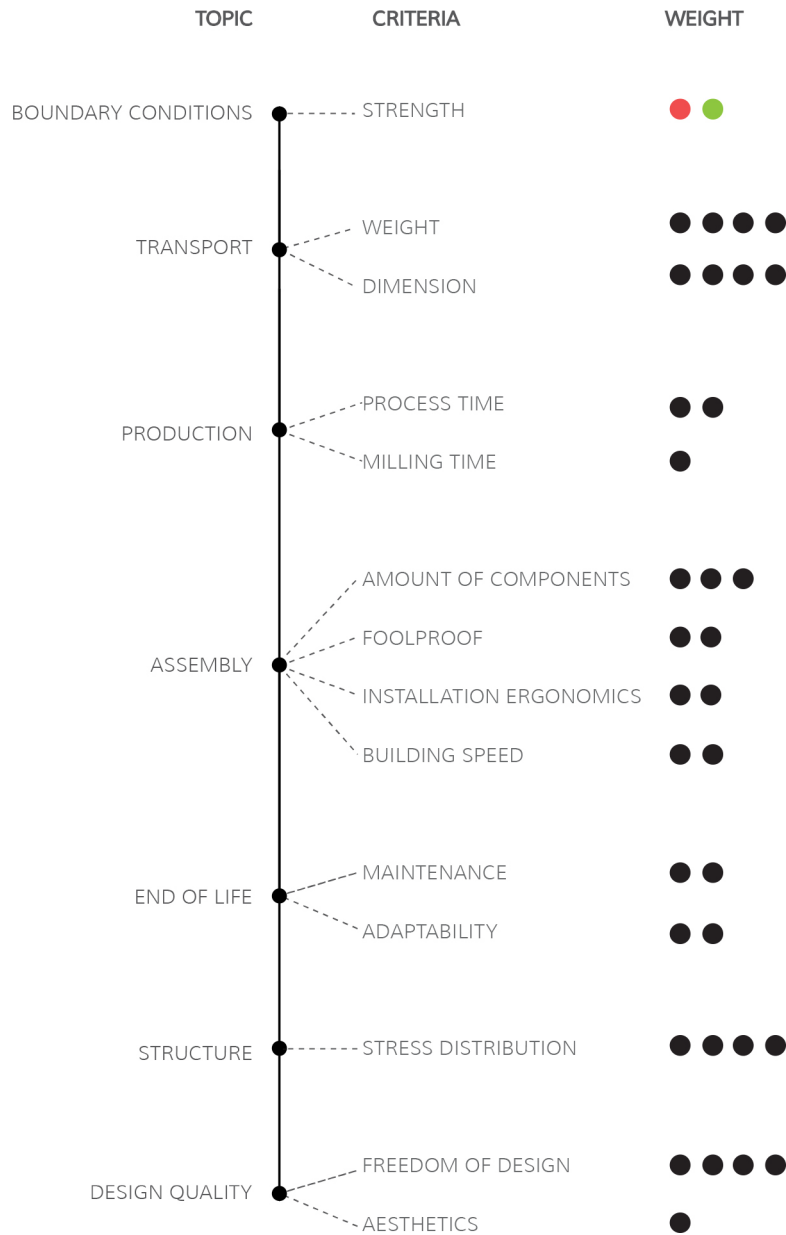 TOPIC CRITERIA WEIGHT
BOUNDARY CONDITIONS STRENGTH
TRANSPORT
WEIGHT
DIMENSION
PRODUCTION
PROCESS TIME
MILLING TIME
ASSEMBLY
AMOUNT OF COMPONENTS
FOOLPROOF
INSTALLATION ERGONOMICS
BUILDING SPEED
END OF LIFE
MAINTENANCE
ADAPTABILITY
STRUCTURE STRESS DISTRIBUTION
DESIGN QUALITY
FREEDOM OF DESIGN
AESTHETICS